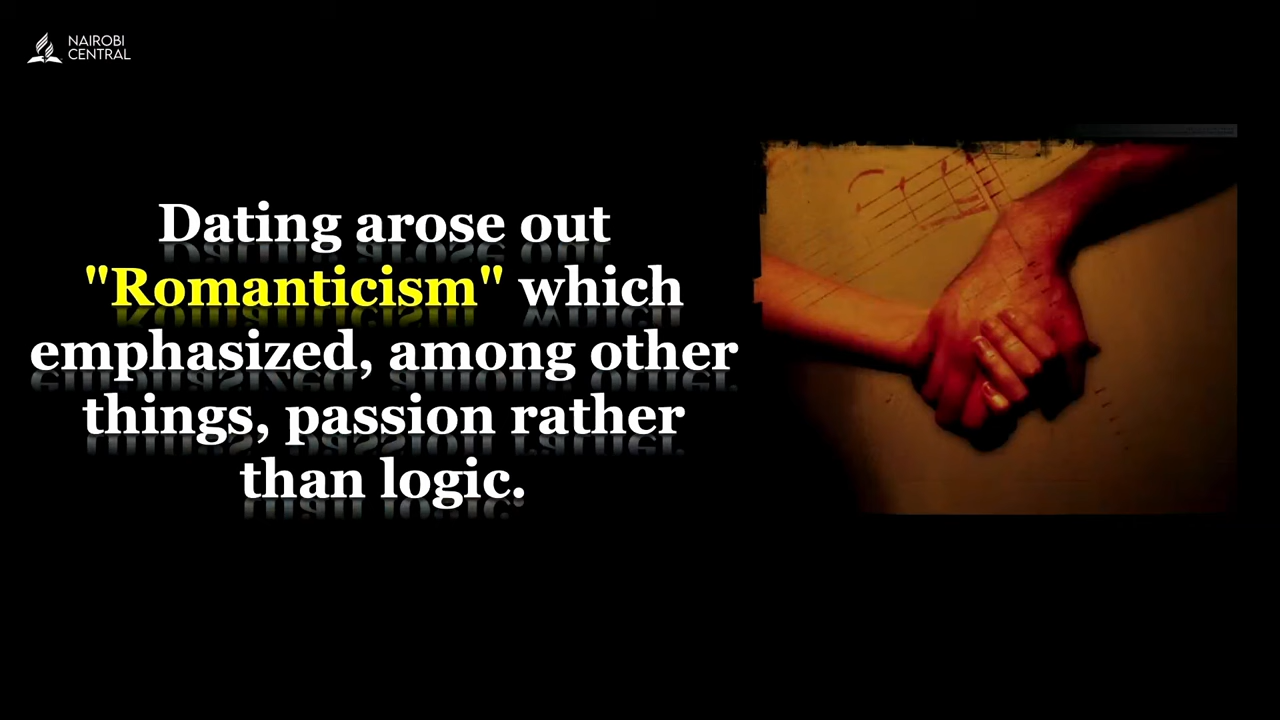 NAIROBI
CENTRAL
Dating arose out
"Romanticism" which
emphasized, among other
things, passion rather
than logic.